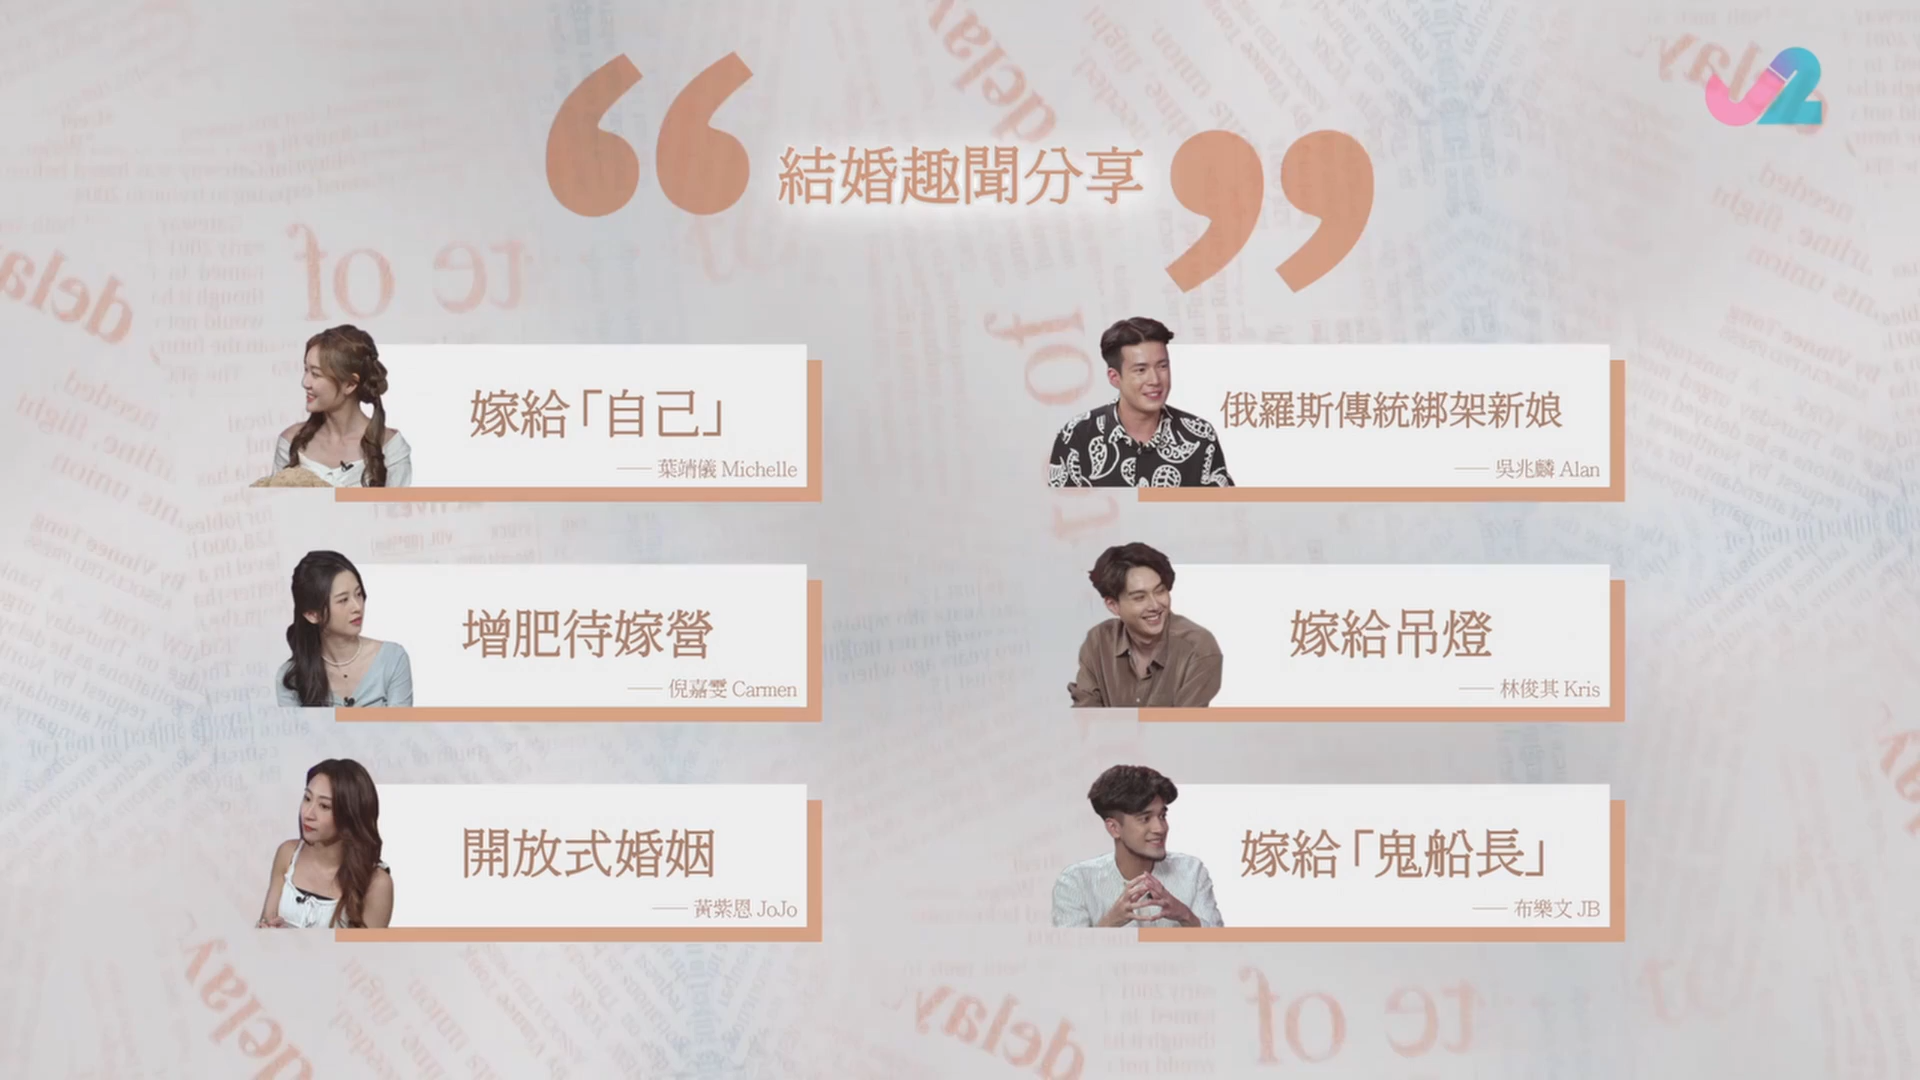 結婚趣聞分享
J2
嫁給「自己」
—— 葉靖儀 Michelle
俄羅斯傳統綁架新娘
—— 吳兆麟 Alan
增肥待嫁營
—— 倪嘉雯 Carmen
嫁給吊燈
—— 林俊其 Kris
開放式婚姻
—— 黃紫恩 JoJo
嫁給「鬼船長」
—— 布樂文 JB